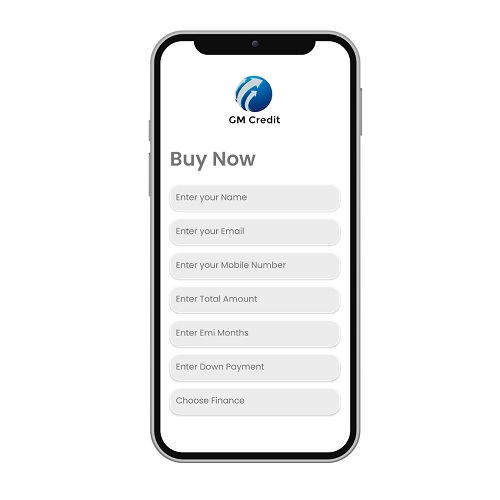 GM Credit
Buy Now
Enter your Name
Enter your Email
Enter your Mobile Number
Enter Total Amount
Enter Emi Months
Enter Down Payment
Choose Finance